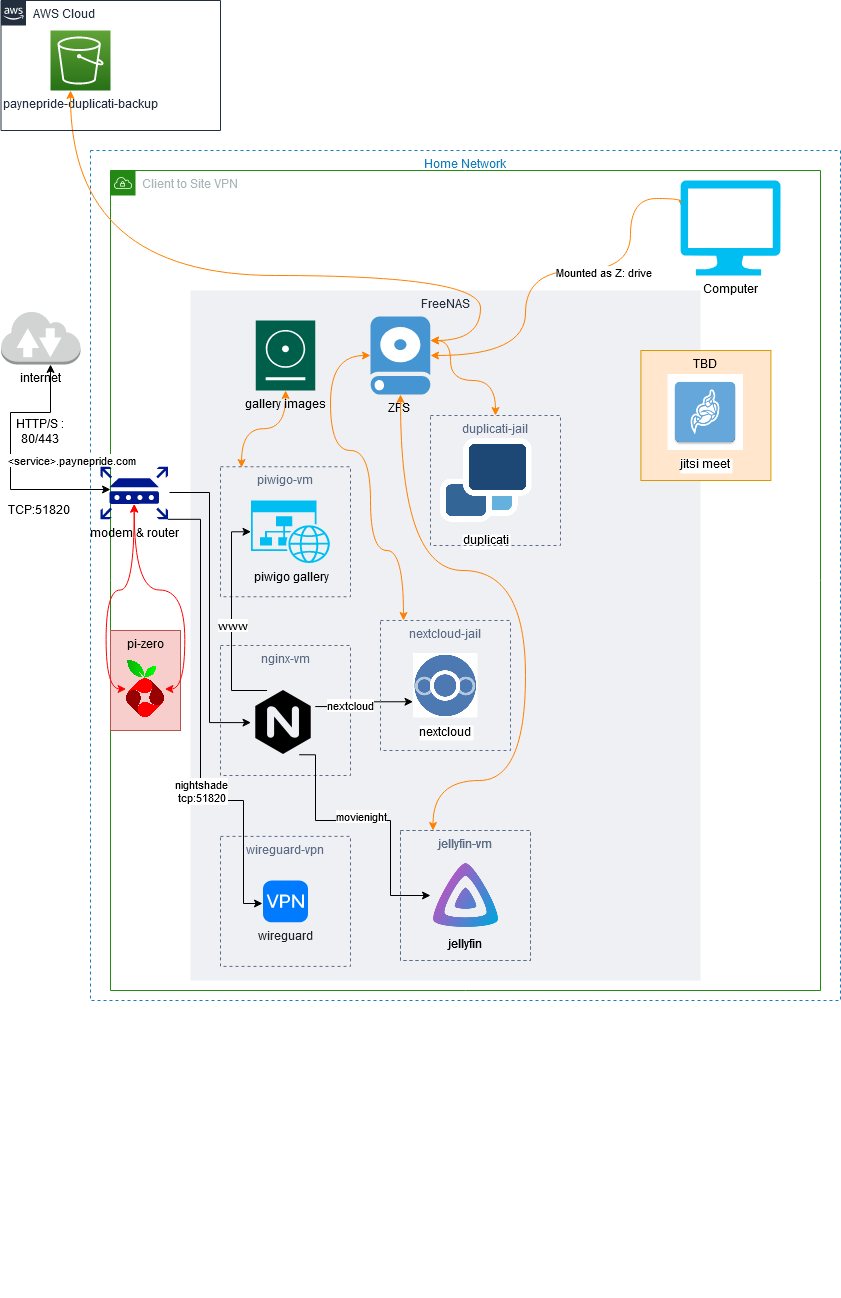 aws
AWS Cloud
paynepride-duplicati-backup
Home Network
Client to Site VPN
Mounted as Z: drive
Computer
FreeNAS
internet
gallery images
ZFS
TBD
jitsi meet
HTTP/S :
80/443
<service>.paynepride.com
TCP:51820
modem & router
duplicati-jail
duplicati
piwigo-vm
piwigo gallery
www
pi-zero
nextcloud-jail
nextcloud
nginx-vm
N
nextcloud
nightshade
tcp:51820
movienight
wireguard-vpn
VPN
wireguard
jellyfin-vm
jellyfin